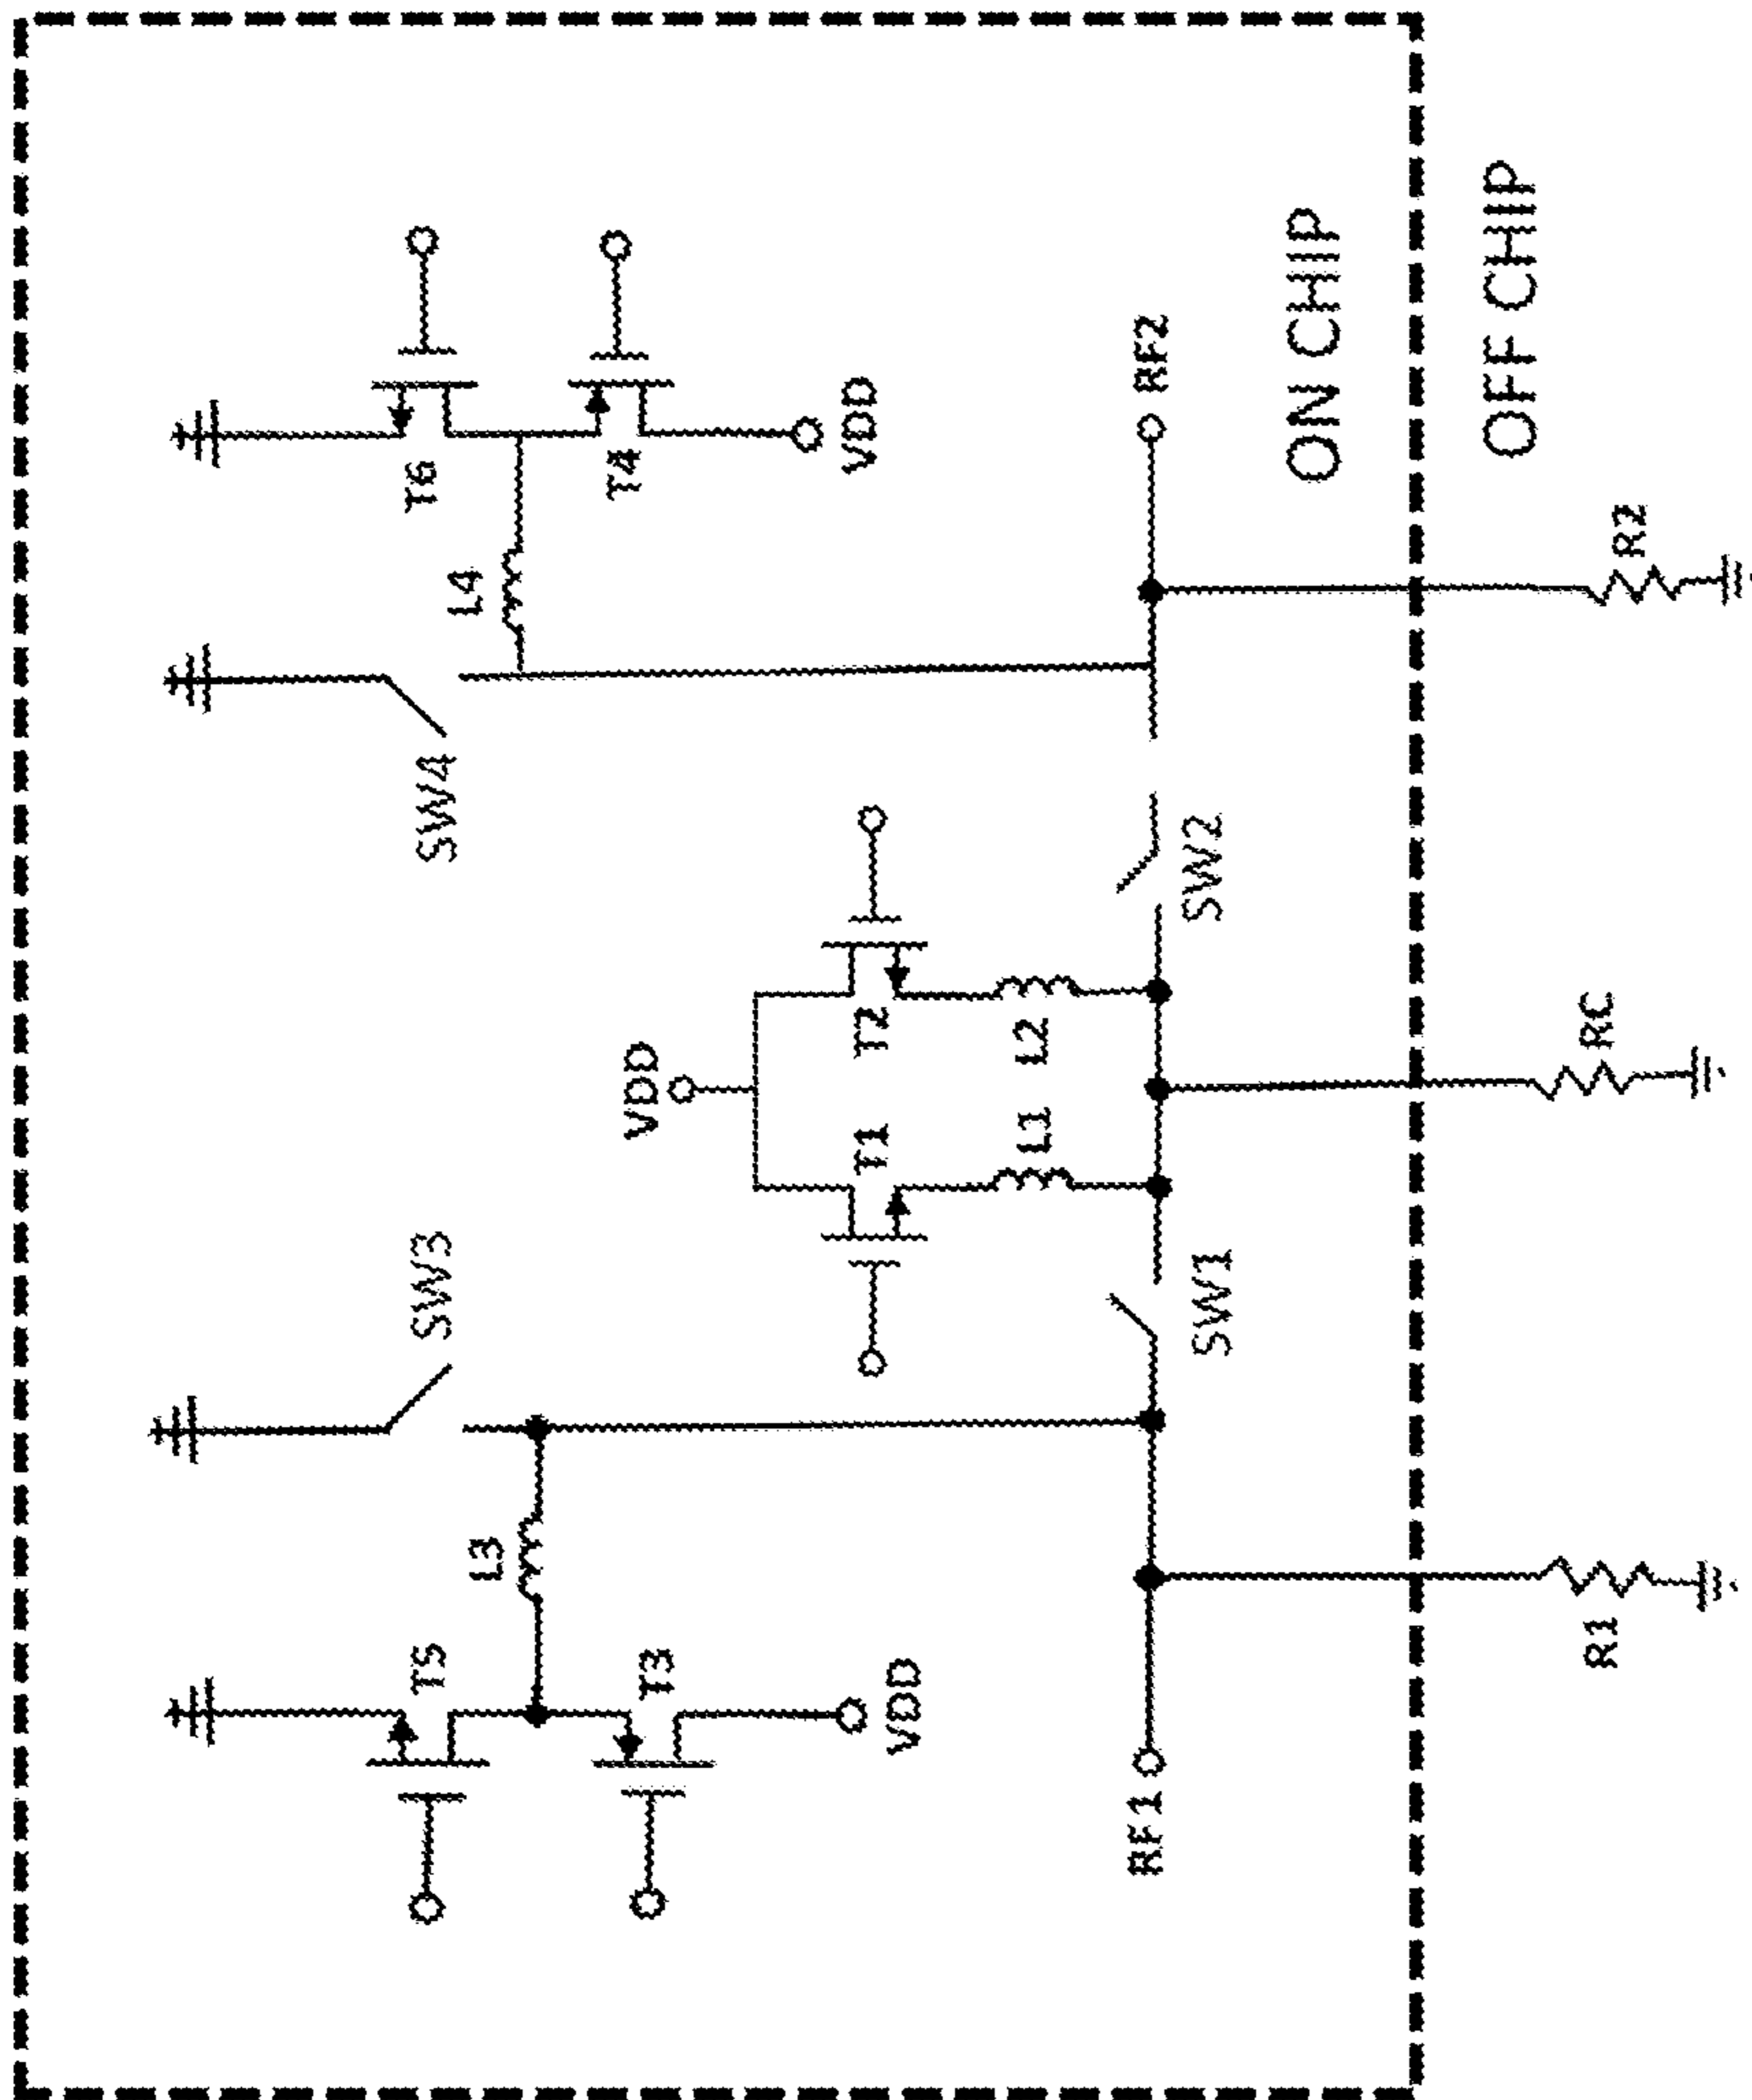 T6
T4
VDD
L4
SW4
RF2
ON CHIP
OFF CHIP
R2
VDD
T2
T1
L2
L1
SW2
RC
SW3
SW1
L3
T5
T3
VDD
RF1
R1